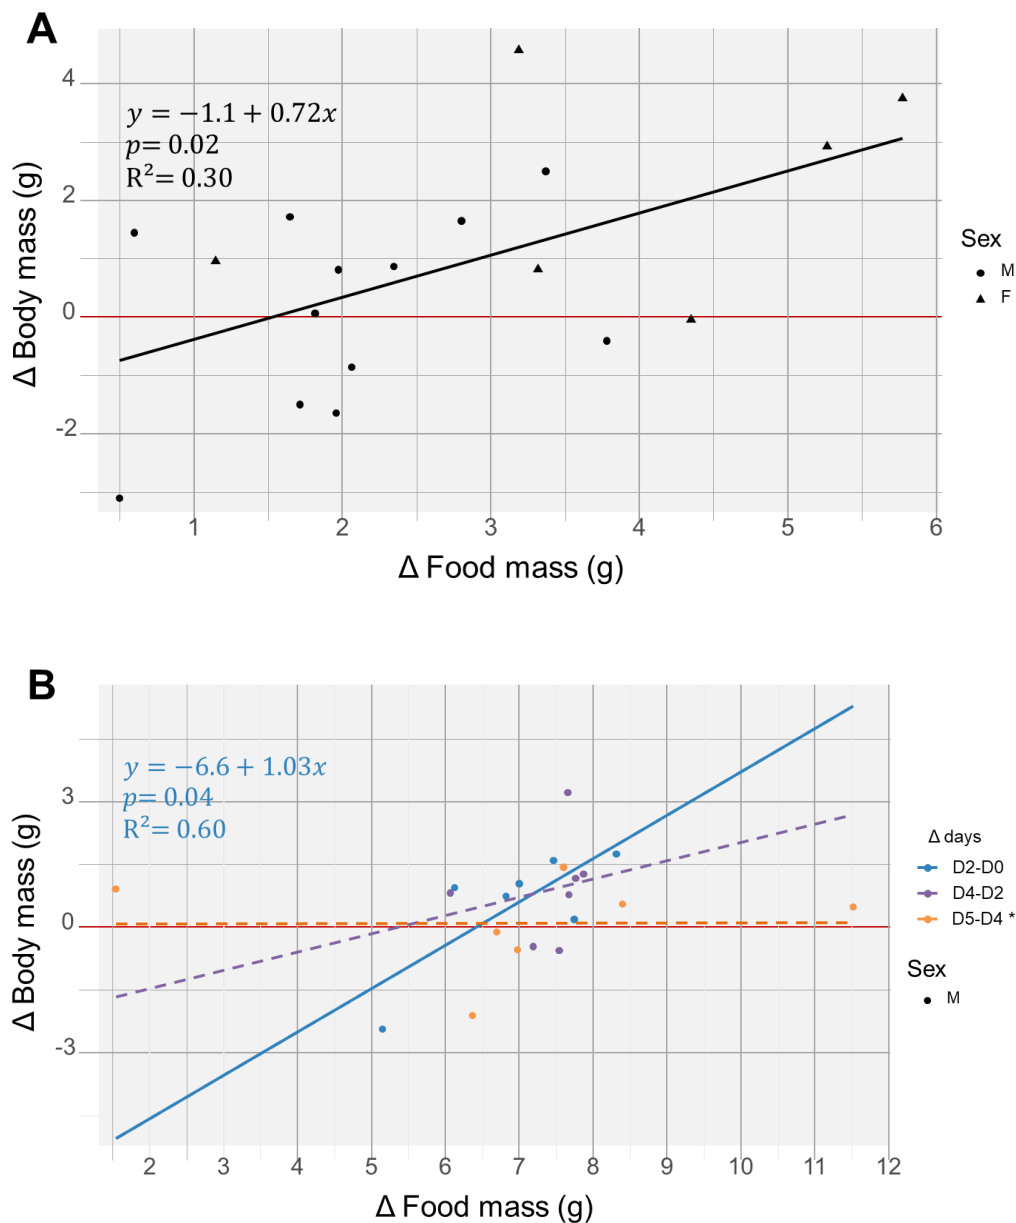 A
y = −1.1 + 0.72x
p= 0.02
R²= 0.30
Δ Body mass (g)
4
2
0
-2
1 2 3 4 5 6
Δ Food mass (g)
Sex
M
F
B
y = −6.6 + 1.03x
p= 0.04
R²= 0.60
Δ Body mass (g)
3
0
-3
2 3 4 5 6 7 8 9 10 11 12
Δ Food mass (g)
Δ days
D2-D0
D4-D2
D5-D4 *
Sex
M